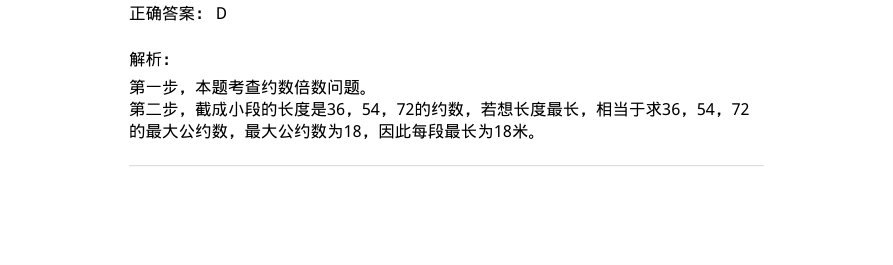 正确答案： D
解析：
第一步，本题考查约数倍数问题。
第二步，截成小段的长度是36，54，72的约数，若想长度最长，相当于求36，54，72
的最大公约数，最大公约数为18，因此每段最长为18米。